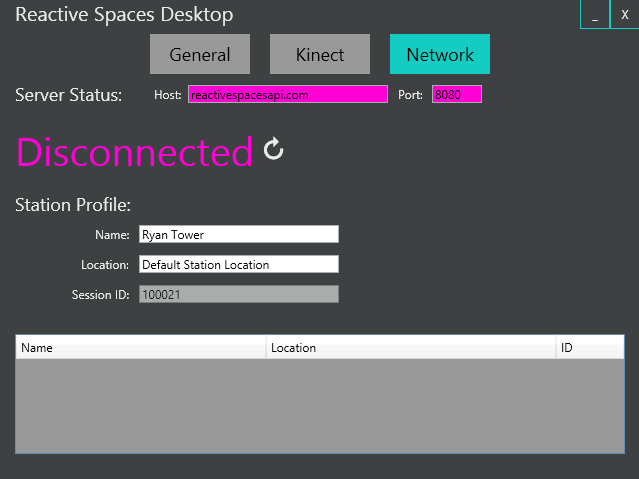 Reactive Spaces Desktop
_ X
General Kinect Network
Server Status: Host: reactivespacesapi.com Port: 8080
Disconnected
Station Profile:
Name: Ryan Tower
Location: Default Station Location
Session ID: 100021
Name Location ID